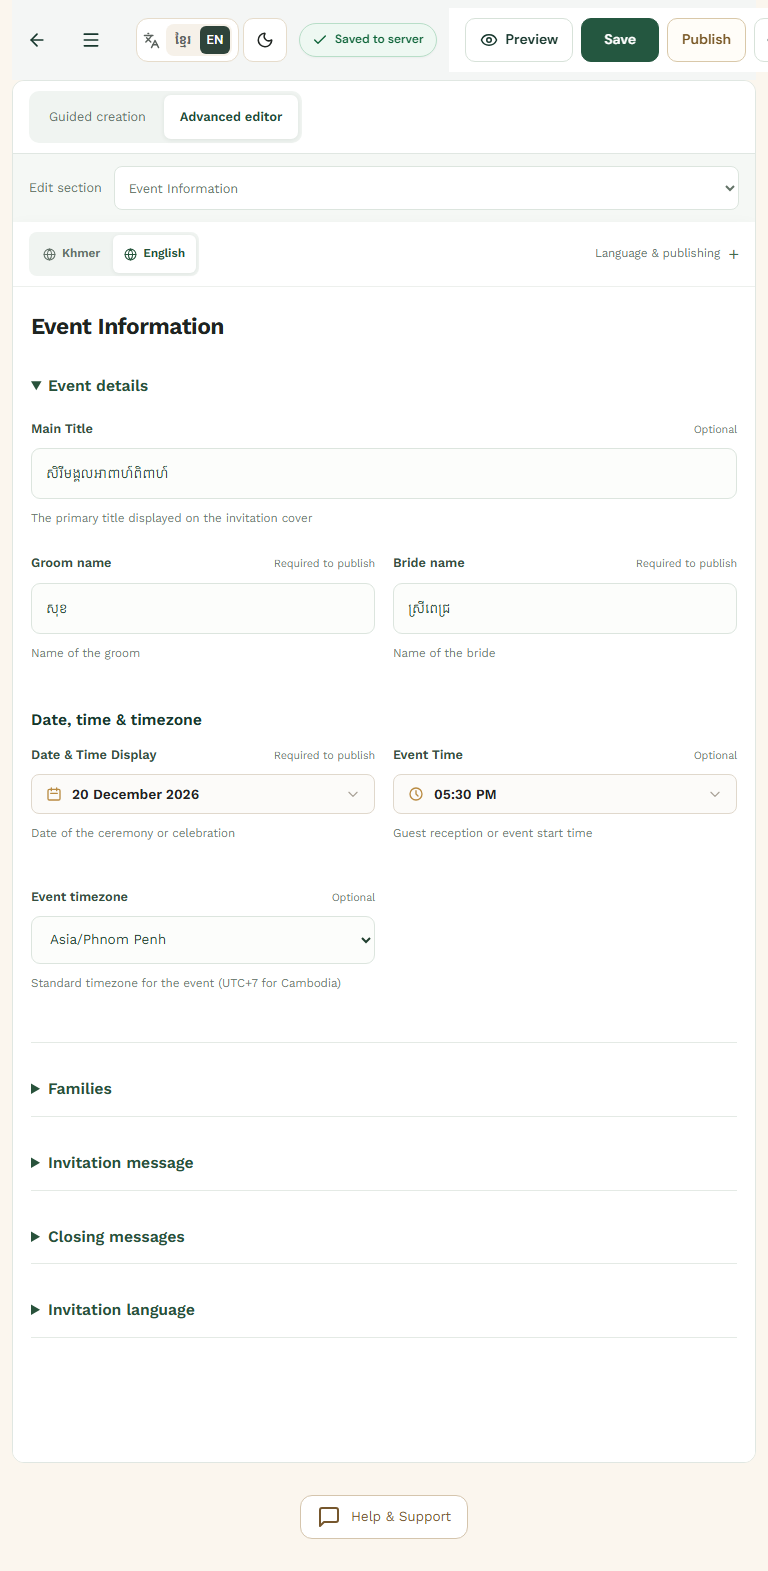 ខ្មែរ EN Saved to server Preview Save Publish
Guided creation Advanced editor
Edit section Event Information
Khmer English Language & publishing +
Event Information
Event details
Main Title Optional
សិរីមង្គលអាពាហ៍ពិពាហ៍
The primary title displayed on the invitation cover
Groom name Required to publish Bride name Required to publish
សុខ ស្រីពេជ្រ
Name of the groom Name of the bride
Date, time & timezone
Date & Time Display Required to publish Event Time Optional
20 December 2026 05:30 PM
Date of the ceremony or celebration Guest reception or event start time
Event timezone Optional
Asia/Phnom Penh
Standard timezone for the event (UTC+7 for Cambodia)
Families
Invitation message
Closing messages
Invitation language
Help & Support